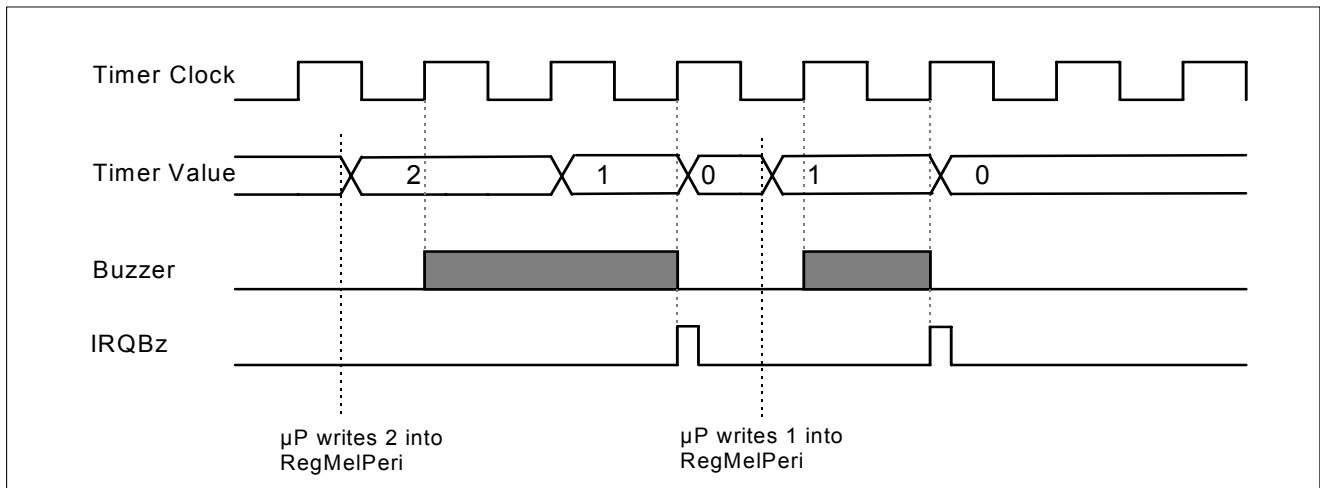 Timer Clock
Timer Value 2 1 0 1 0
Buzzer
IRQBz
µP writes 2 into
RegMelPeri
µP writes 1 into
RegMelPeri